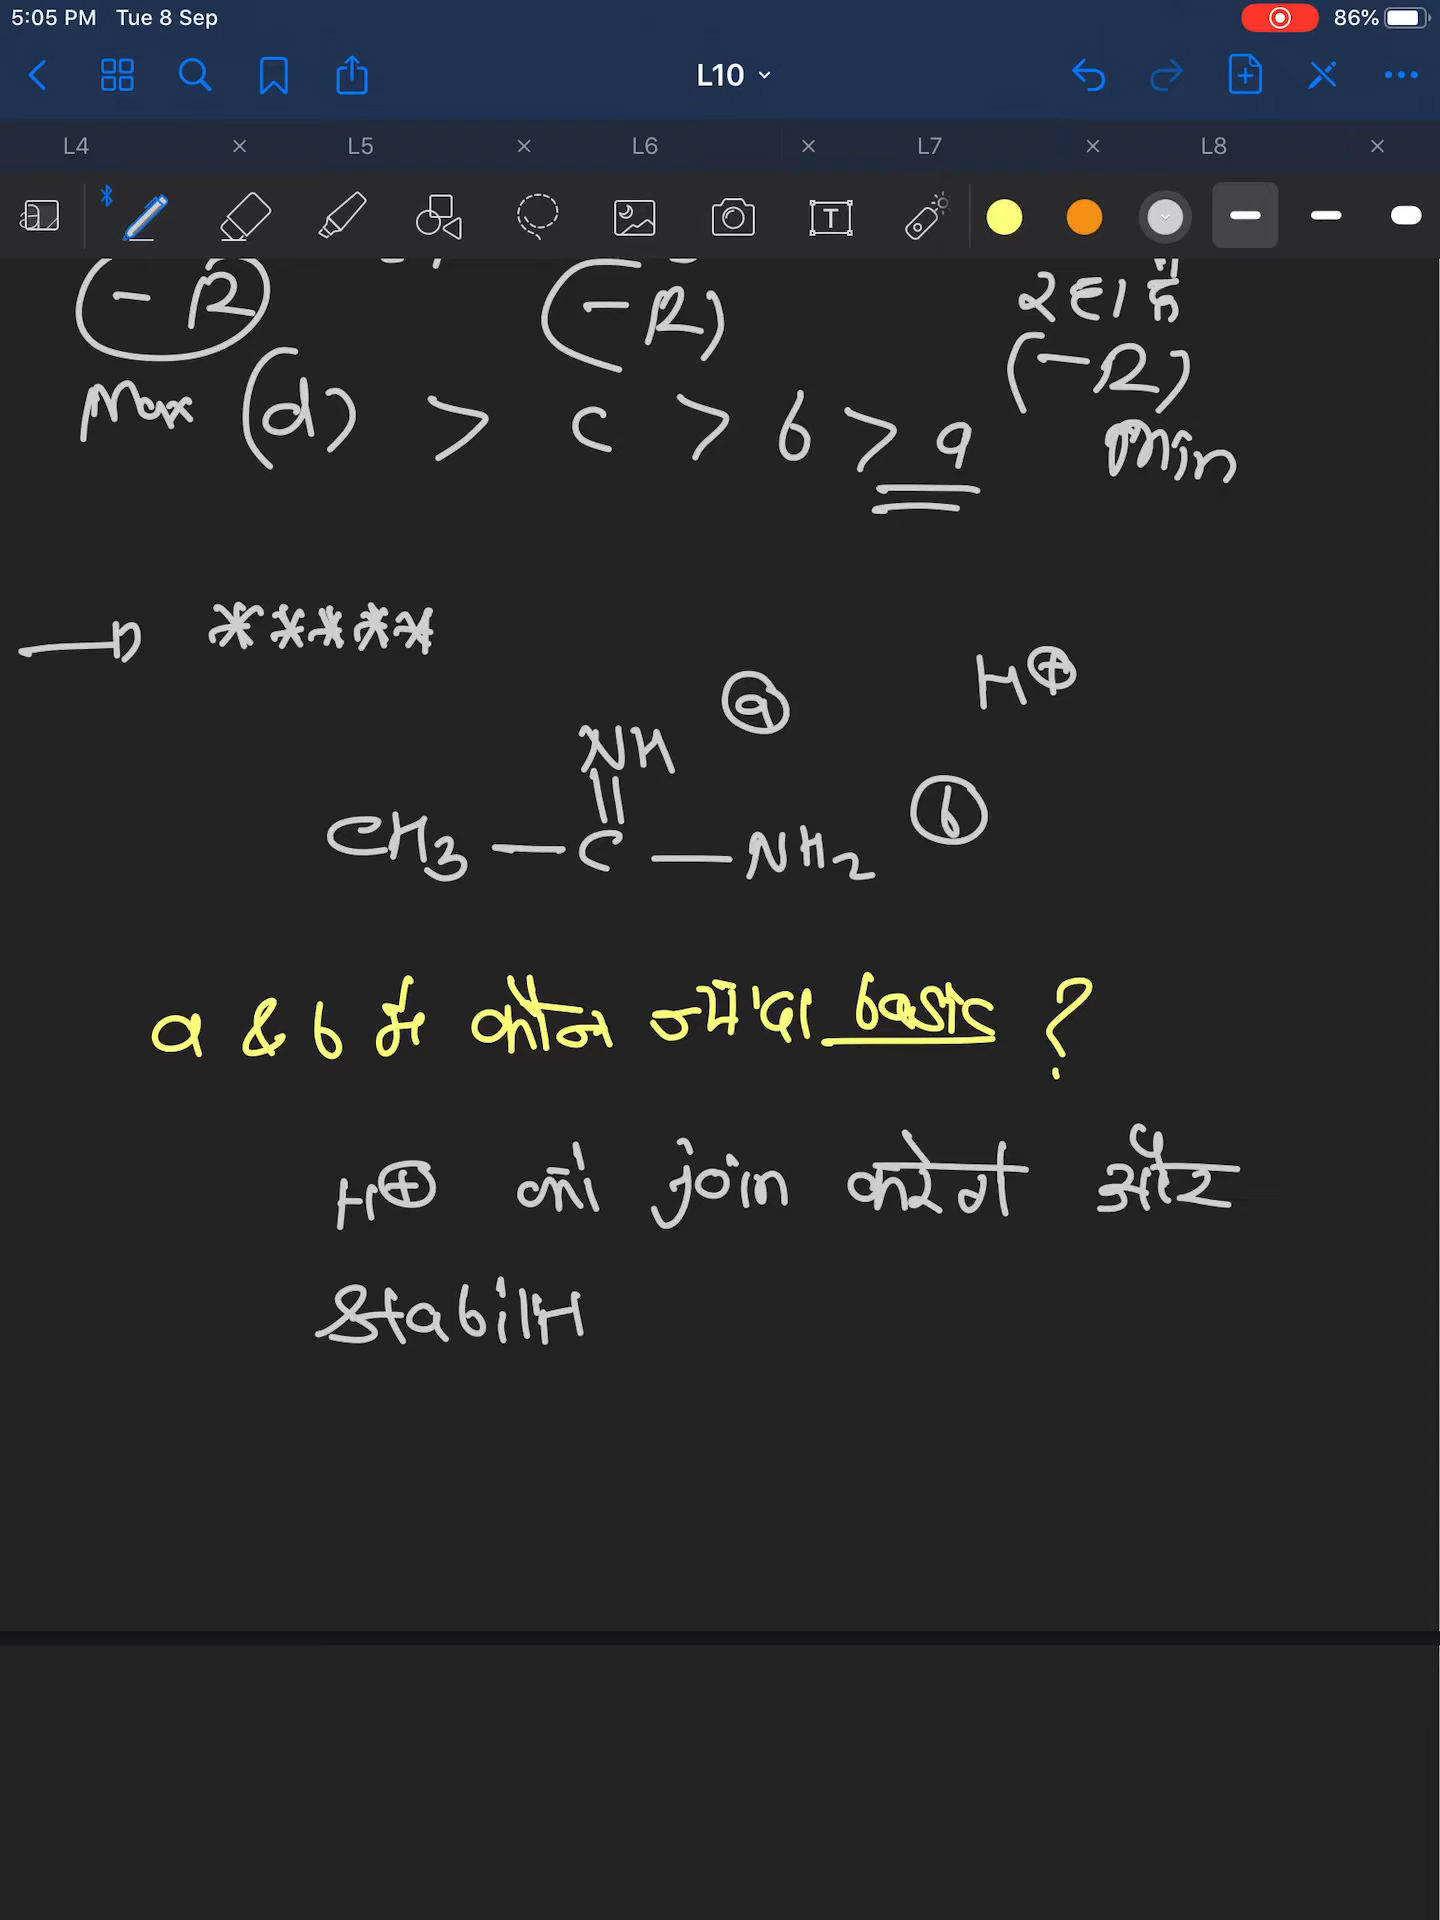 5:05 PM Tue 8 Sep 86%
L10
L4 × L5 × L6 × L7 × L8 ×
T
(-R) (-R) रहा है
(-R)
Max (d) > c > b > a Min
*****
a H⊕
NH
b
CH3 — C — NH2
a & b में कौन ज्यादा basic ?
H⊕ को join करेंगे और
Stabilit